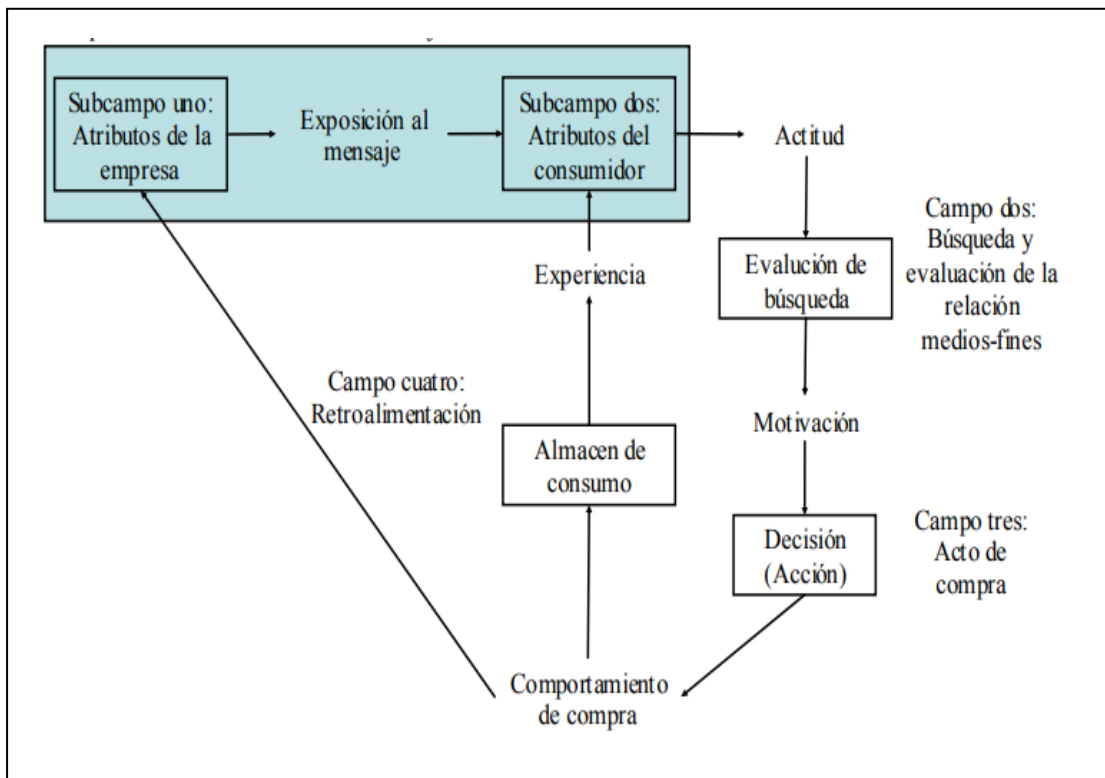 Subcampo uno:
Atributos de la
empresa
Exposición al
mensaje
Subcampo dos:
Atributos del
consumidor
Actitud
Campo dos:
Búsqueda y
evaluación de la
relación
medios-fines
Evalución de
búsqueda
Experiencia
Campo cuatro:
Retroalimentación
Motivación
Almacen de
consumo
Decisión
(Acción)
Campo tres:
Acto de
compra
Comportamiento
de compra